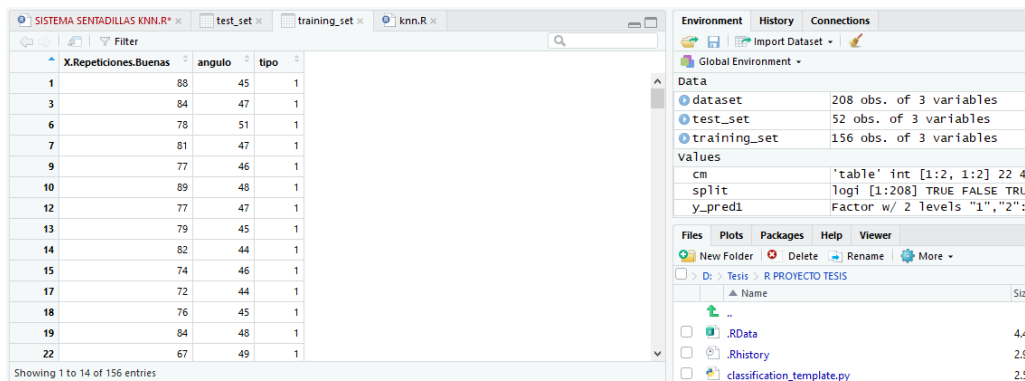 SISTEMA SENTADILLAS KNN.R* × test_set × training_set × knn.R ×
Filter
X.Repeticiones.Buenas angulo tipo
1 88 45 1
3 84 47 1
6 78 51 1
7 81 47 1
9 77 46 1
10 89 48 1
12 77 47 1
13 79 45 1
14 82 44 1
15 74 46 1
17 72 44 1
18 76 45 1
19 84 48 1
22 67 49 1
Showing 1 to 14 of 156 entries
Environment History Connections
Import Dataset
Global Environment
Data
dataset 208 obs. of 3 variables
test_set 52 obs. of 3 variables
training_set 156 obs. of 3 variables
Values
cm 'table' int [1:2, 1:2] 22 4
split logi [1:208] TRUE FALSE TRU
y_pred1 Factor w/ 2 levels "1","2":
Files Plots Packages Help Viewer
New Folder Delete Rename More
D: > Tesis > R PROYECTO TESIS
Name Siz
..
.RData 4.4
.Rhistory 2.9
classification_template.py 2.5